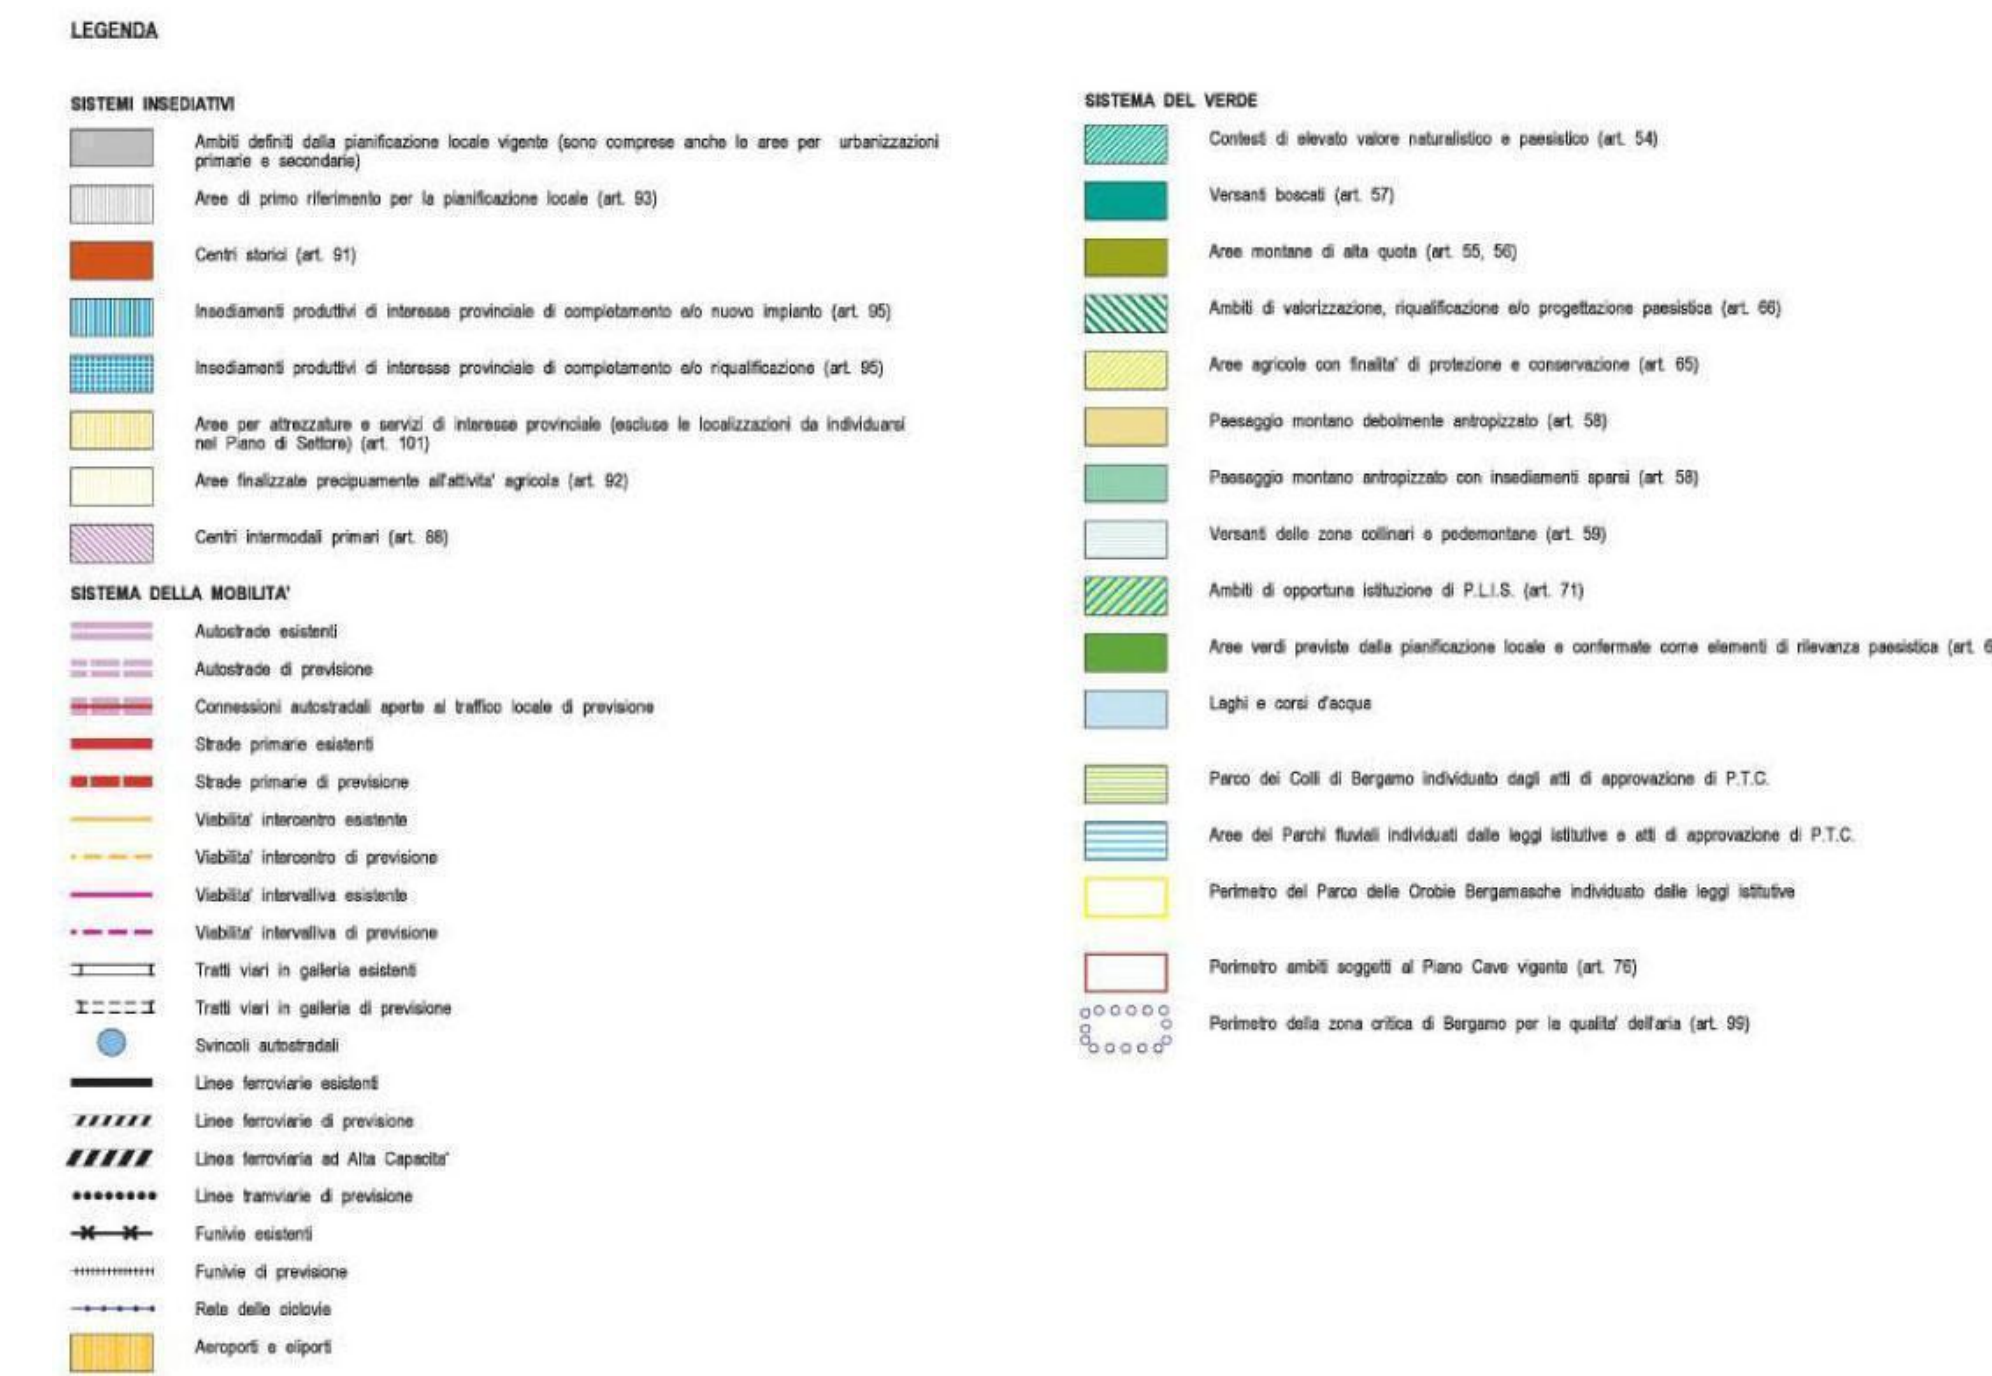 LEGENDA
SISTEMI INSEDIATIVI
Ambiti definiti dalla pianificazione locale vigente (sono comprese anche le aree per urbanizzazioni
primarie e secondarie)
Aree di primo riferimento per la pianificazione locale (art. 93)
Centri storici (art. 91)
Insediamenti produttivi di interesse provinciale di completamento e/o nuovo impianto (art. 95)
Insediamenti produttivi di interesse provinciale di completamento e/o riqualificazione (art. 95)
Aree per attrezzature e servizi di interesse provinciale (escluse le localizzazioni da individuarsi
nel Piano di Settore) (art. 101)
Aree finalizzate precipuamente all'attivita' agricola (art. 92)
Centri intermodali primari (art. 88)
SISTEMA DELLA MOBILITA'
Autostrade esistenti
Autostrade di previsione
Connessioni autostradali aperte al traffico locale di previsione
Strade primarie esistenti
Strade primarie di previsione
Viabilita' intercentro esistente
Viabilita' intercentro di previsione
Viabilita' intervalliva esistente
Viabilita' intervalliva di previsione
Tratti viari in galleria esistenti
Tratti viari in galleria di previsione
Svincoli autostradali
Linee ferroviarie esistenti
Linee ferroviarie di previsione
Linea ferroviaria ad Alta Capacita'
Linee tramviarie di previsione
Funivie esistenti
Funivie di previsione
Rete delle ciclovie
Aeroporti e eliporti
SISTEMA DEL VERDE
Contesti di elevato valore naturalistico e paesistico (art. 54)
Versanti boscati (art. 57)
Aree montane di alta quota (art. 55, 56)
Ambiti di valorizzazione, riqualificazione e/o progettazione paesistica (art. 66)
Aree agricole con finalita' di protezione e conservazione (art. 65)
Paesaggio montano debolmente antropizzato (art. 58)
Paesaggio montano antropizzato con insediamenti sparsi (art. 58)
Versanti delle zone collinari e pedemontane (art. 59)
Ambiti di opportuna istituzione di P.L.I.S. (art. 71)
Aree verdi previste dalla pianificazione locale e confermate come elementi di rilevanza paesistica (art.
Laghi e corsi d'acqua
Parco dei Colli di Bergamo individuato dagli atti di approvazione di P.T.C.
Aree dei Parchi fluviali individuati dalle leggi istitutive e atti di approvazione di P.T.C.
Perimetro del Parco delle Orobie Bergamasche individuato dalle leggi istitutive
Perimetro ambiti soggetti al Piano Cave vigente (art. 76)
Perimetro della zona critica di Bergamo per la qualita' dell'aria (art. 99)